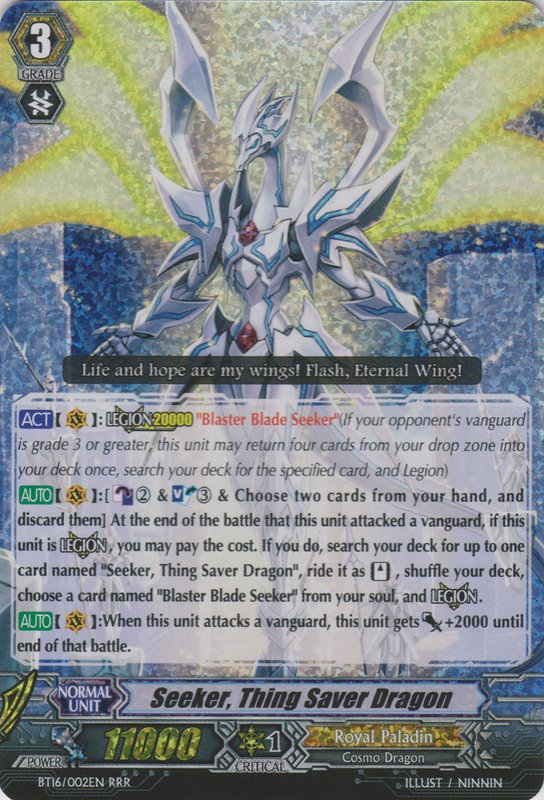 3
GRADE
Life and hope are my wings! Flash, Eternal Wing!
ACT【 】:LEGION 20000 "Blaster Blade Seeker"(If your opponent's vanguard
is grade 3 or greater, this unit may return four cards from your drop zone into
your deck once, search your deck for the specified card, and Legion)
AUTO【 】:[ ② & V ③ & Choose two cards from your hand, and
discard them] At the end of the battle that this unit attacked a vanguard, if this
unit is LEGION, you may pay the cost. If you do, search your deck for up to one
card named "Seeker, Thing Saver Dragon", ride it as , shuffle your deck,
choose a card named "Blaster Blade Seeker" from your soul, and LEGION.
AUTO【 】:When this unit attacks a vanguard, this unit gets +2000 until
end of that battle.
NORMAL
UNIT
Seeker, Thing Saver Dragon
POWER
11000
1
CRITICAL
Royal Paladin
Cosmo Dragon
BT16/002EN RRR
ILLUST / NINNIN